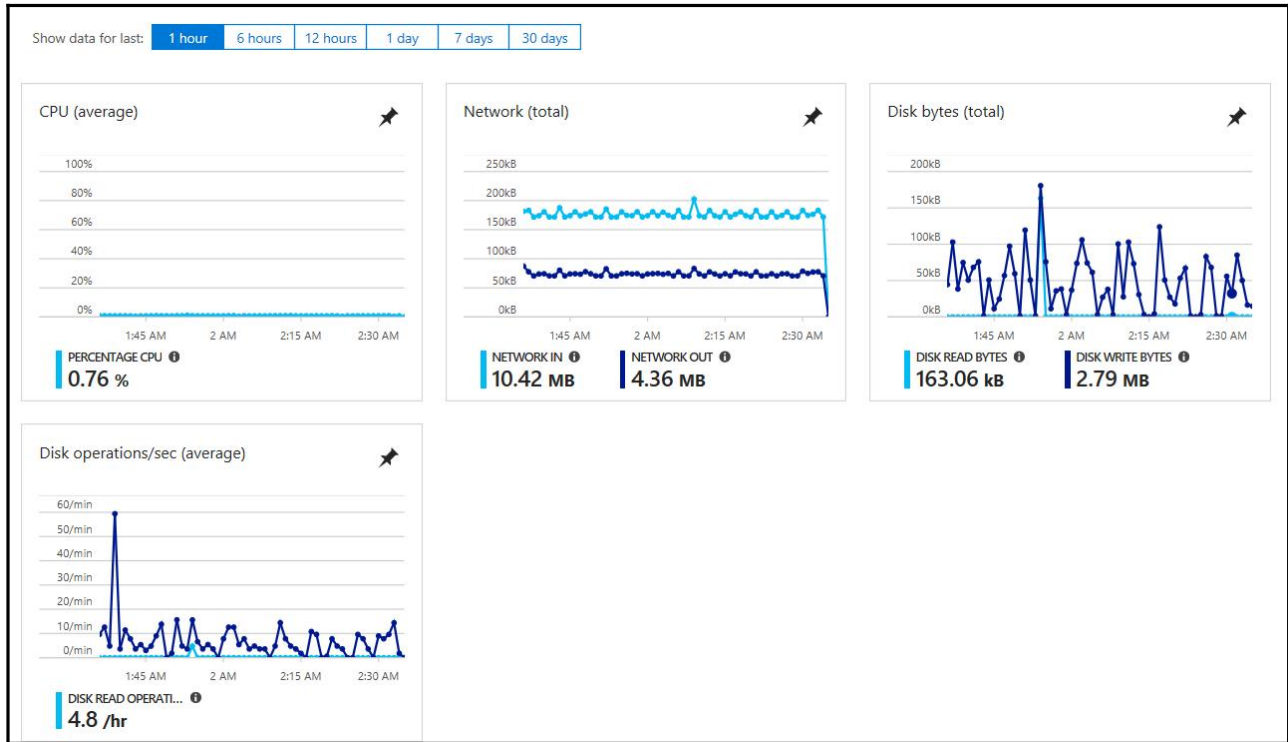 Show data for last: 1 hour 6 hours 12 hours 1 day 7 days 30 days
CPU (average)
100%
80%
60%
40%
20%
0%
1:45 AM 2 AM 2:15 AM 2:30 AM
PERCENTAGE CPU
0.76 %
Network (total)
250kB
200kB
150kB
100kB
50kB
0kB
1:45 AM 2 AM 2:15 AM 2:30 AM
NETWORK IN NETWORK OUT
10.42 MB 4.36 MB
Disk bytes (total)
200kB
150kB
100kB
50kB
0kB
1:45 AM 2 AM 2:15 AM 2:30 AM
DISK READ BYTES DISK WRITE BYTES
163.06 kB 2.79 MB
Disk operations/sec (average)
60/min
50/min
40/min
30/min
20/min
10/min
0/min
1:45 AM 2 AM 2:15 AM 2:30 AM
DISK READ OPERATI...
4.8 /hr